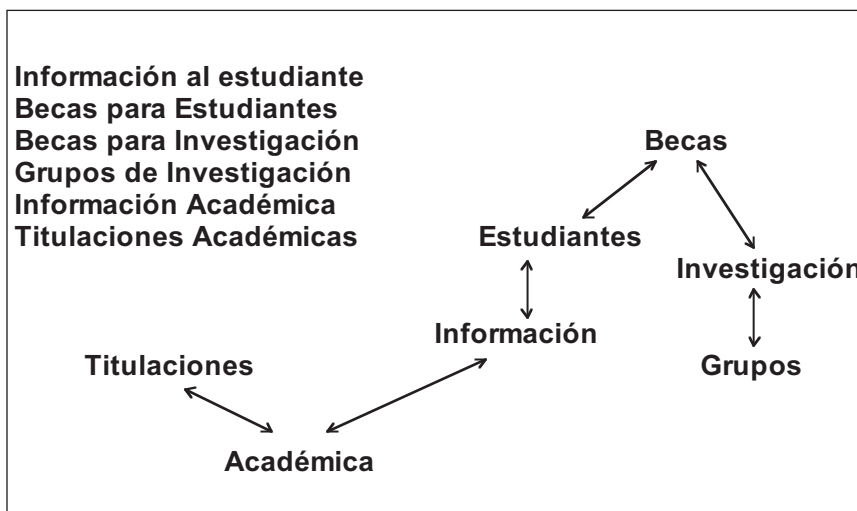 Información al estudiante
Becas para Estudiantes
Becas para Investigación
Grupos de Investigación
Información Académica
Titulaciones Académicas
Becas
Estudiantes
Investigación
Información
Titulaciones
Grupos
Académica